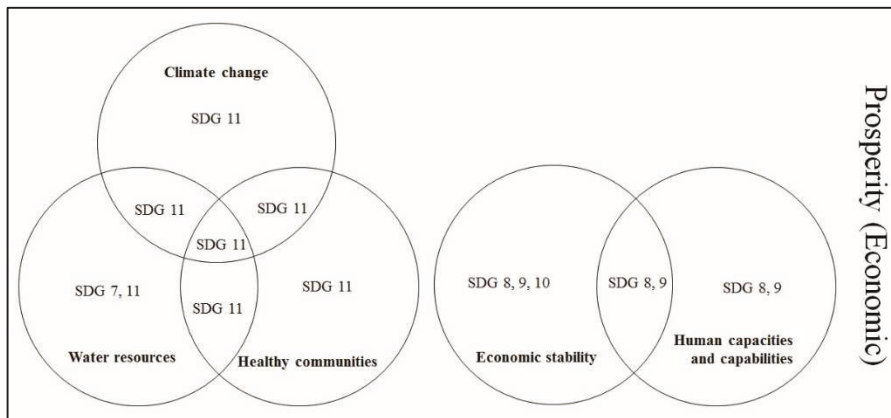 Climate change
SDG 11
SDG 11
SDG 11
SDG 11
SDG 7, 11
SDG 11
SDG 11
Water resources
Healthy communities
SDG 8, 9, 10
SDG 8, 9
SDG 8, 9
Economic stability
Human capacities
and capabilities
Prosperity (Economic)